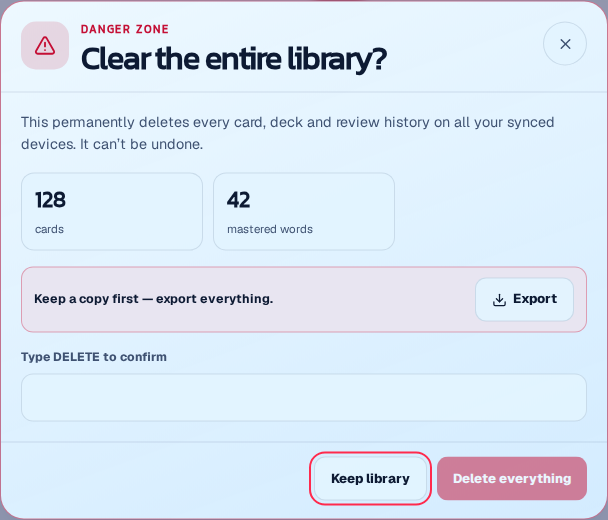 DANGER ZONE
Clear the entire library?
This permanently deletes every card, deck and review history on all your synced
devices. It can’t be undone.
128
cards
42
mastered words
Keep a copy first — export everything.
Export
Type DELETE to confirm
Keep library
Delete everything